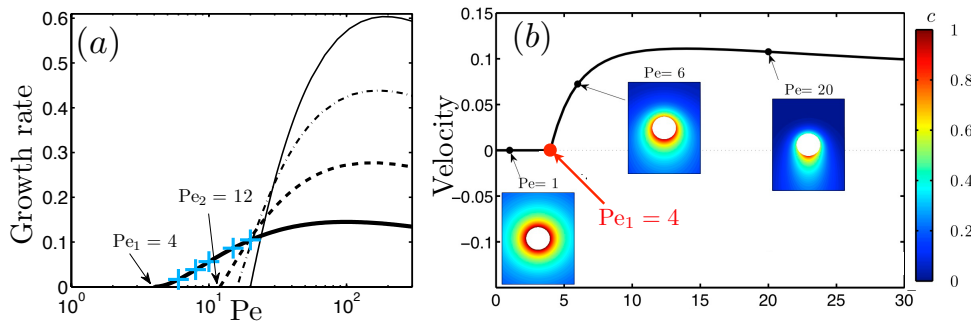 (a)
Growth rate
0.6
0.5
0.4
0.3
0.2
0.1
0
Pe₂ = 12
Pe₁ = 4
10⁰
10¹
10²
Pe
(b)
Velocity
0.15
0.1
0.05
0
−0.05
−0.1
Pe= 1
Pe= 6
Pe= 20
Pe₁ = 4
0
5
10
15
20
25
30
c
1
0.8
0.6
0.4
0.2
0